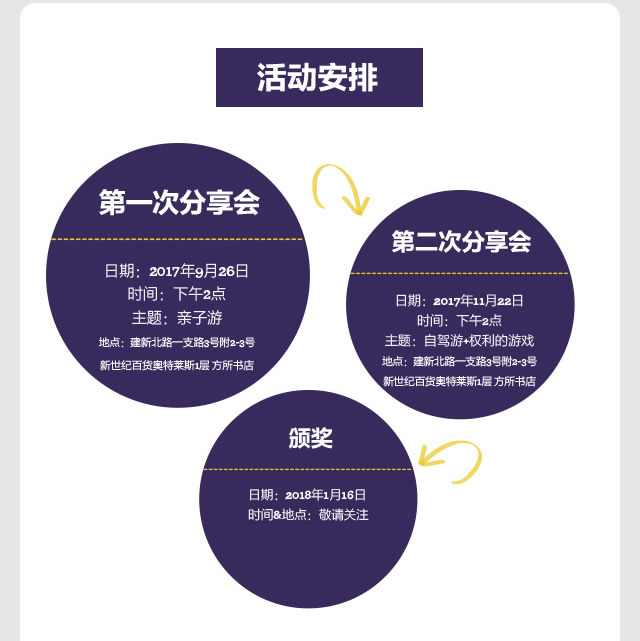 活动安排
第一次分享会
日期：2017年9月26日
时间：下午2点
主题：亲子游
地点：建新北路一支路3号附2-3号
新世纪百货奥特莱斯1层 方所书店
第二次分享会
日期：2017年11月22日
时间：下午2点
主题：自驾游+权利的游戏
地点：建新北路一支路3号附2-3号
新世纪百货奥特莱斯1层 方所书店
颁奖
日期：2018年1月16日
时间&地点：敬请关注